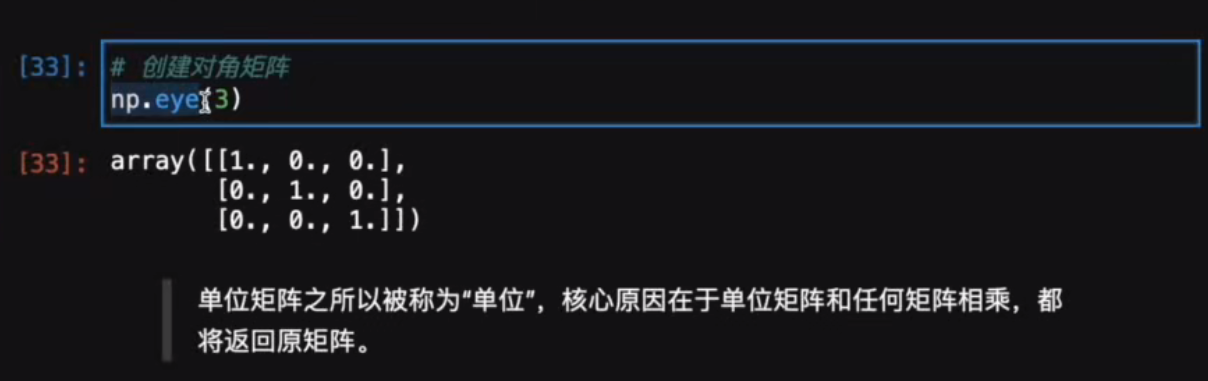 [33]: # 创建对角矩阵
np.eye(3)
[33]: array([[1., 0., 0.],
[0., 1., 0.],
[0., 0., 1.]])
单位矩阵之所以被称为“单位”，核心原因在于单位矩阵和任何矩阵相乘，都
将返回原矩阵。